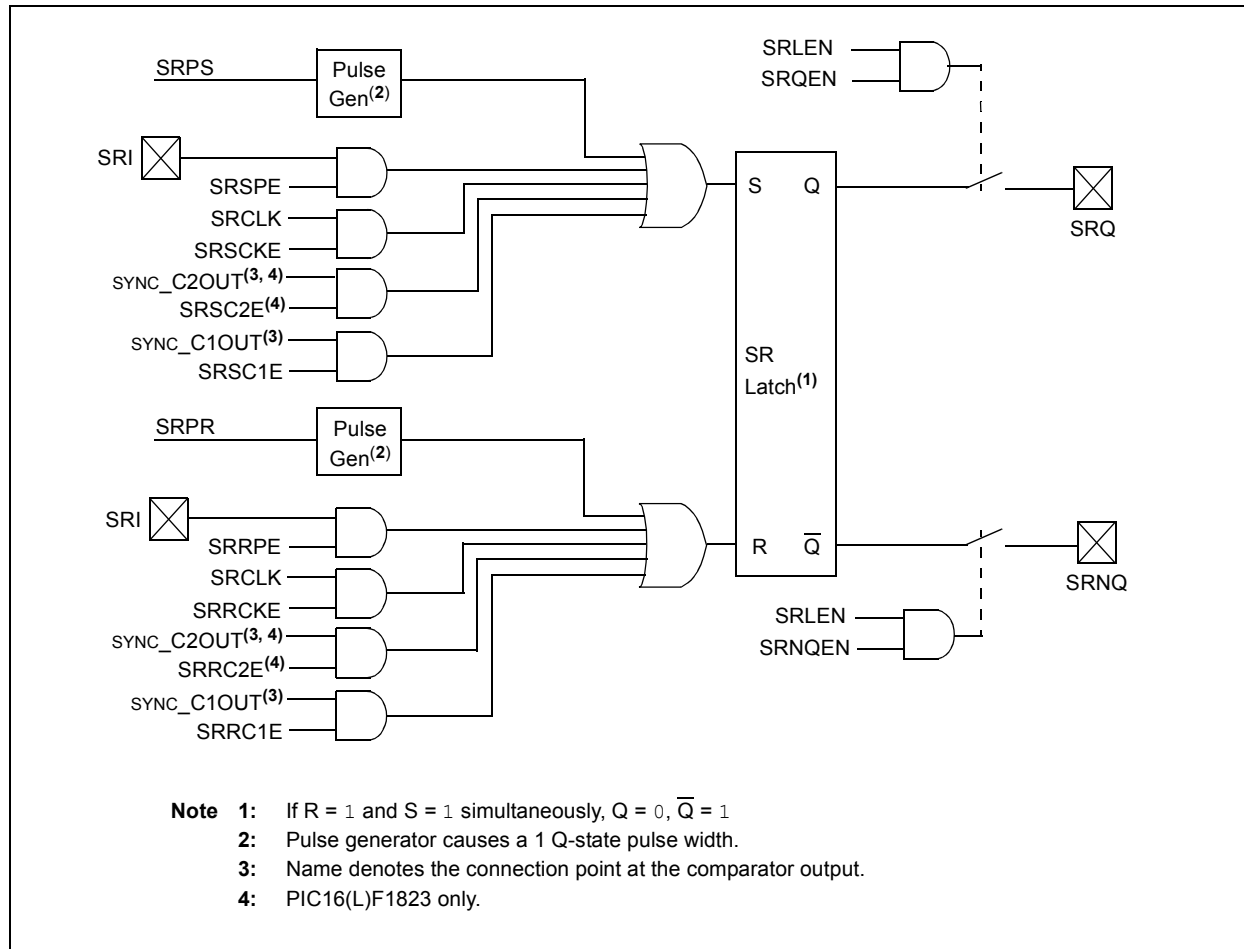 SRPS
Pulse
Gen(2)
SRI
SRSPE
SRCLK
SRSCKE
SYNC_C2OUT(3, 4)
SRSC2E(4)
SYNC_C1OUT(3)
SRSC1E
SRPR
Pulse
Gen(2)
SRI
SRRPE
SRCLK
SRRCKE
SYNC_C2OUT(3, 4)
SRRC2E(4)
SYNC_C1OUT(3)
SRRC1E
S Q
SR
Latch(1)
R Q̅
SRLEN
SRQEN
SRQ
SRNQ
SRLEN
SRNQEN
Note 1: If R = 1 and S = 1 simultaneously, Q = 0, Q̅ = 1
2: Pulse generator causes a 1 Q-state pulse width.
3: Name denotes the connection point at the comparator output.
4: PIC16(L)F1823 only.